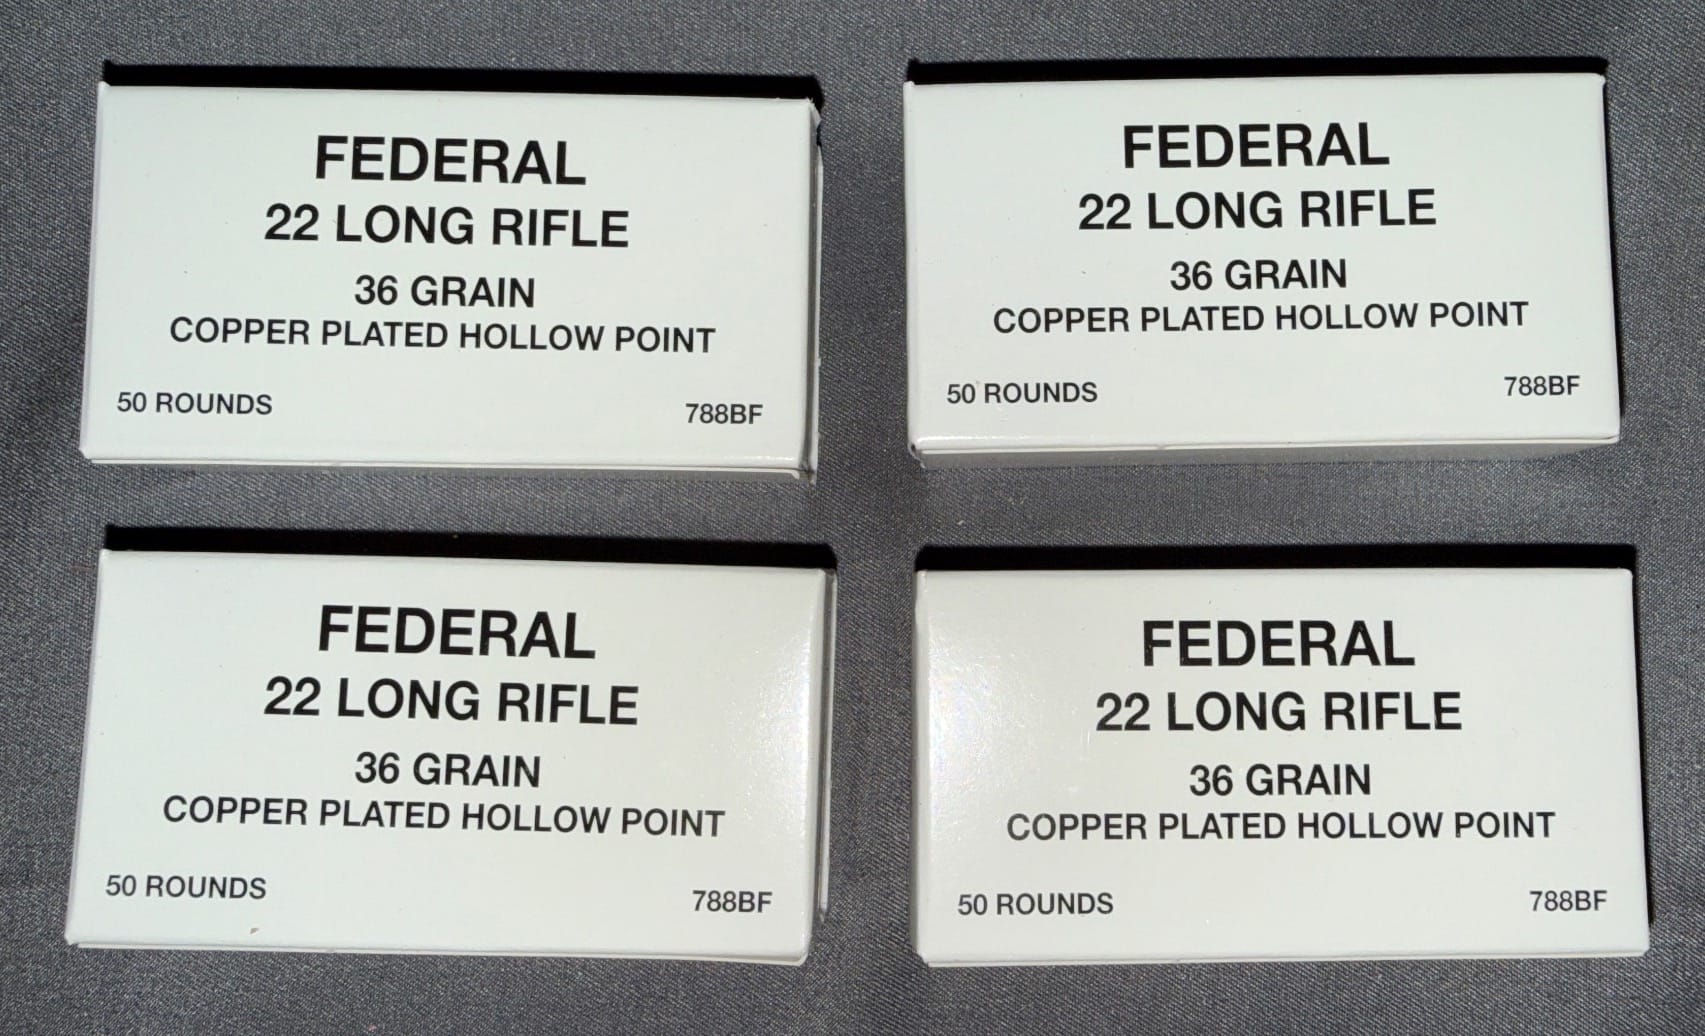 FEDERAL
22 LONG RIFLE
36 GRAIN
COPPER PLATED HOLLOW POINT
50 ROUNDS
788BF
FEDERAL
22 LONG RIFLE
36 GRAIN
COPPER PLATED HOLLOW POINT
50 ROUNDS
788BF
FEDERAL
22 LONG RIFLE
36 GRAIN
COPPER PLATED HOLLOW POINT
50 ROUNDS
788BF
FEDERAL
22 LONG RIFLE
36 GRAIN
COPPER PLATED HOLLOW POINT
50 ROUNDS
788BF